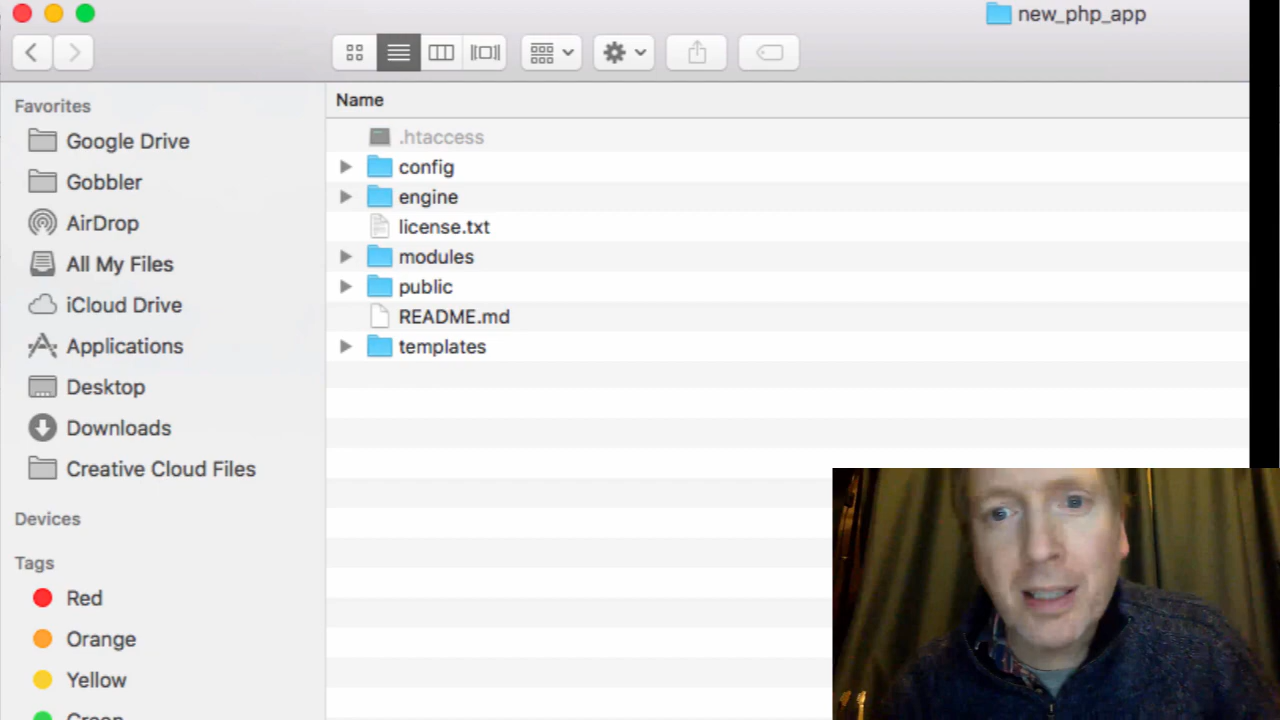 new_php_app
Favorites
Google Drive
Gobbler
AirDrop
All My Files
iCloud Drive
Applications
Desktop
Downloads
Creative Cloud Files
Devices
Tags
Red
Orange
Yellow
Green
Name
.htaccess
config
engine
license.txt
modules
public
README.md
templates